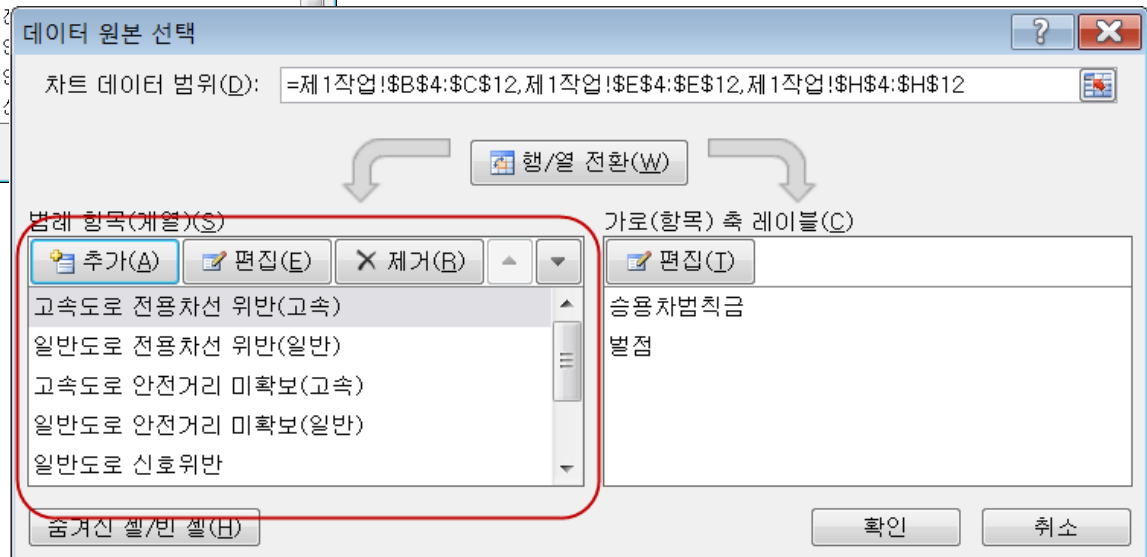 데이터 원본 선택
차트 데이터 범위(D): =제1작업!$B$4:$C$12,제1작업!$E$4:$E$12,제1작업!$H$4:$H$12
행/열 전환(W)
범례 항목(계열)(S)
추가(A) 편집(E) 제거(R)
고속도로 전용차선 위반(고속)
일반도로 전용차선 위반(일반)
고속도로 안전거리 미확보(고속)
일반도로 안전거리 미확보(일반)
일반도로 신호위반
가로(항목) 축 레이블(C)
편집(T)
승용차범칙금
벌점
숨겨진 셀/빈 셀(H)
확인 취소